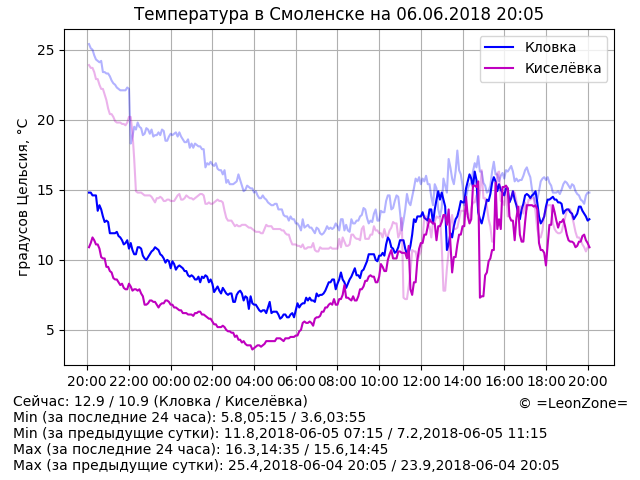 Температура в Смоленске на 06.06.2018 20:05
градусов Цельсия, °C
25
20
15
10
5
Кловка
Киселёвка
20:00 22:00 00:00 02:00 04:00 06:00 08:00 10:00 12:00 14:00 16:00 18:00 20:00
Сейчас: 12.9 / 10.9 (Кловка / Киселёвка)
© =LeonZone=
Min (за последние 24 часа): 5.8,05:15 / 3.6,03:55
Min (за предыдущие сутки): 11.8,2018-06-05 07:15 / 7.2,2018-06-05 11:15
Max (за последние 24 часа): 16.3,14:35 / 15.6,14:45
Max (за предыдущие сутки): 25.4,2018-06-04 20:05 / 23.9,2018-06-04 20:05